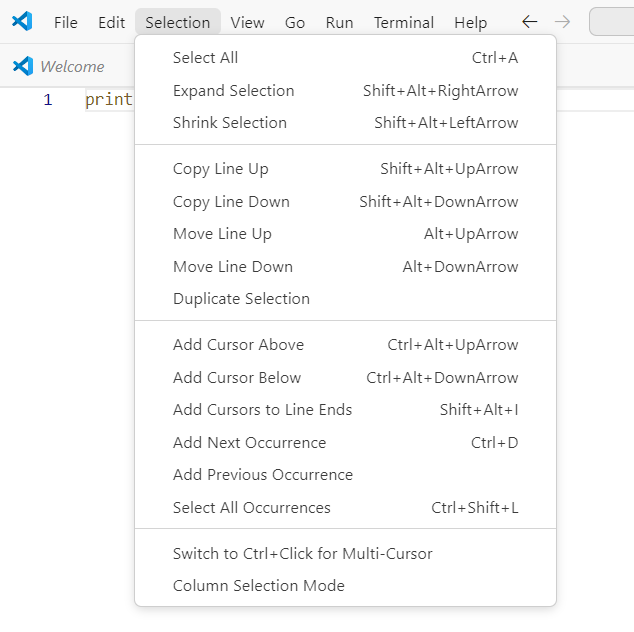 File Edit Selection View Go Run Terminal Help
Welcome
1 print
Select All Ctrl+A
Expand Selection Shift+Alt+RightArrow
Shrink Selection Shift+Alt+LeftArrow
Copy Line Up Shift+Alt+UpArrow
Copy Line Down Shift+Alt+DownArrow
Move Line Up Alt+UpArrow
Move Line Down Alt+DownArrow
Duplicate Selection
Add Cursor Above Ctrl+Alt+UpArrow
Add Cursor Below Ctrl+Alt+DownArrow
Add Cursors to Line Ends Shift+Alt+I
Add Next Occurrence Ctrl+D
Add Previous Occurrence
Select All Occurrences Ctrl+Shift+L
Switch to Ctrl+Click for Multi-Cursor
Column Selection Mode